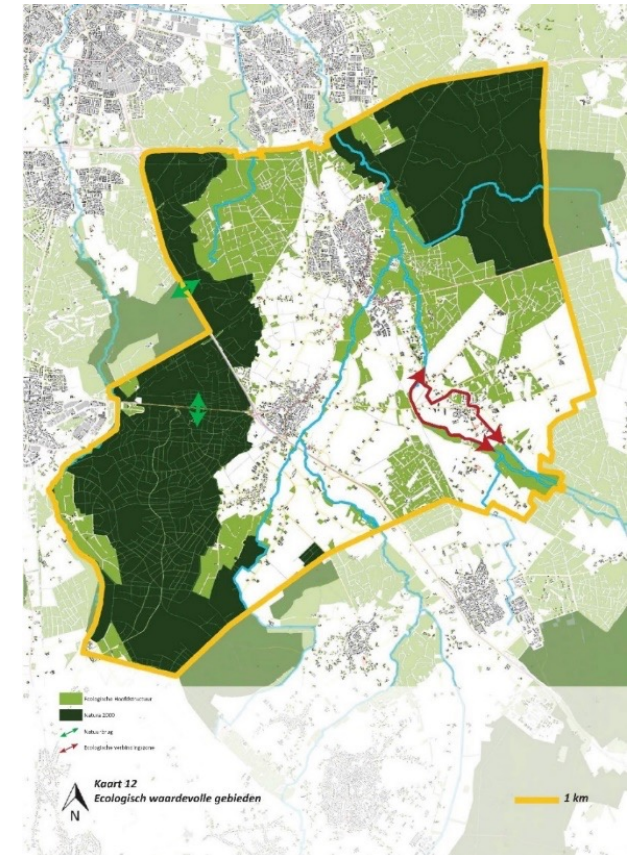 Ecologische Hoofdstructuur
Natura 2000
Natuurbrug
Ecologische verbindingszone
Kaart 12
Ecologisch waardevolle gebieden
N
1 km